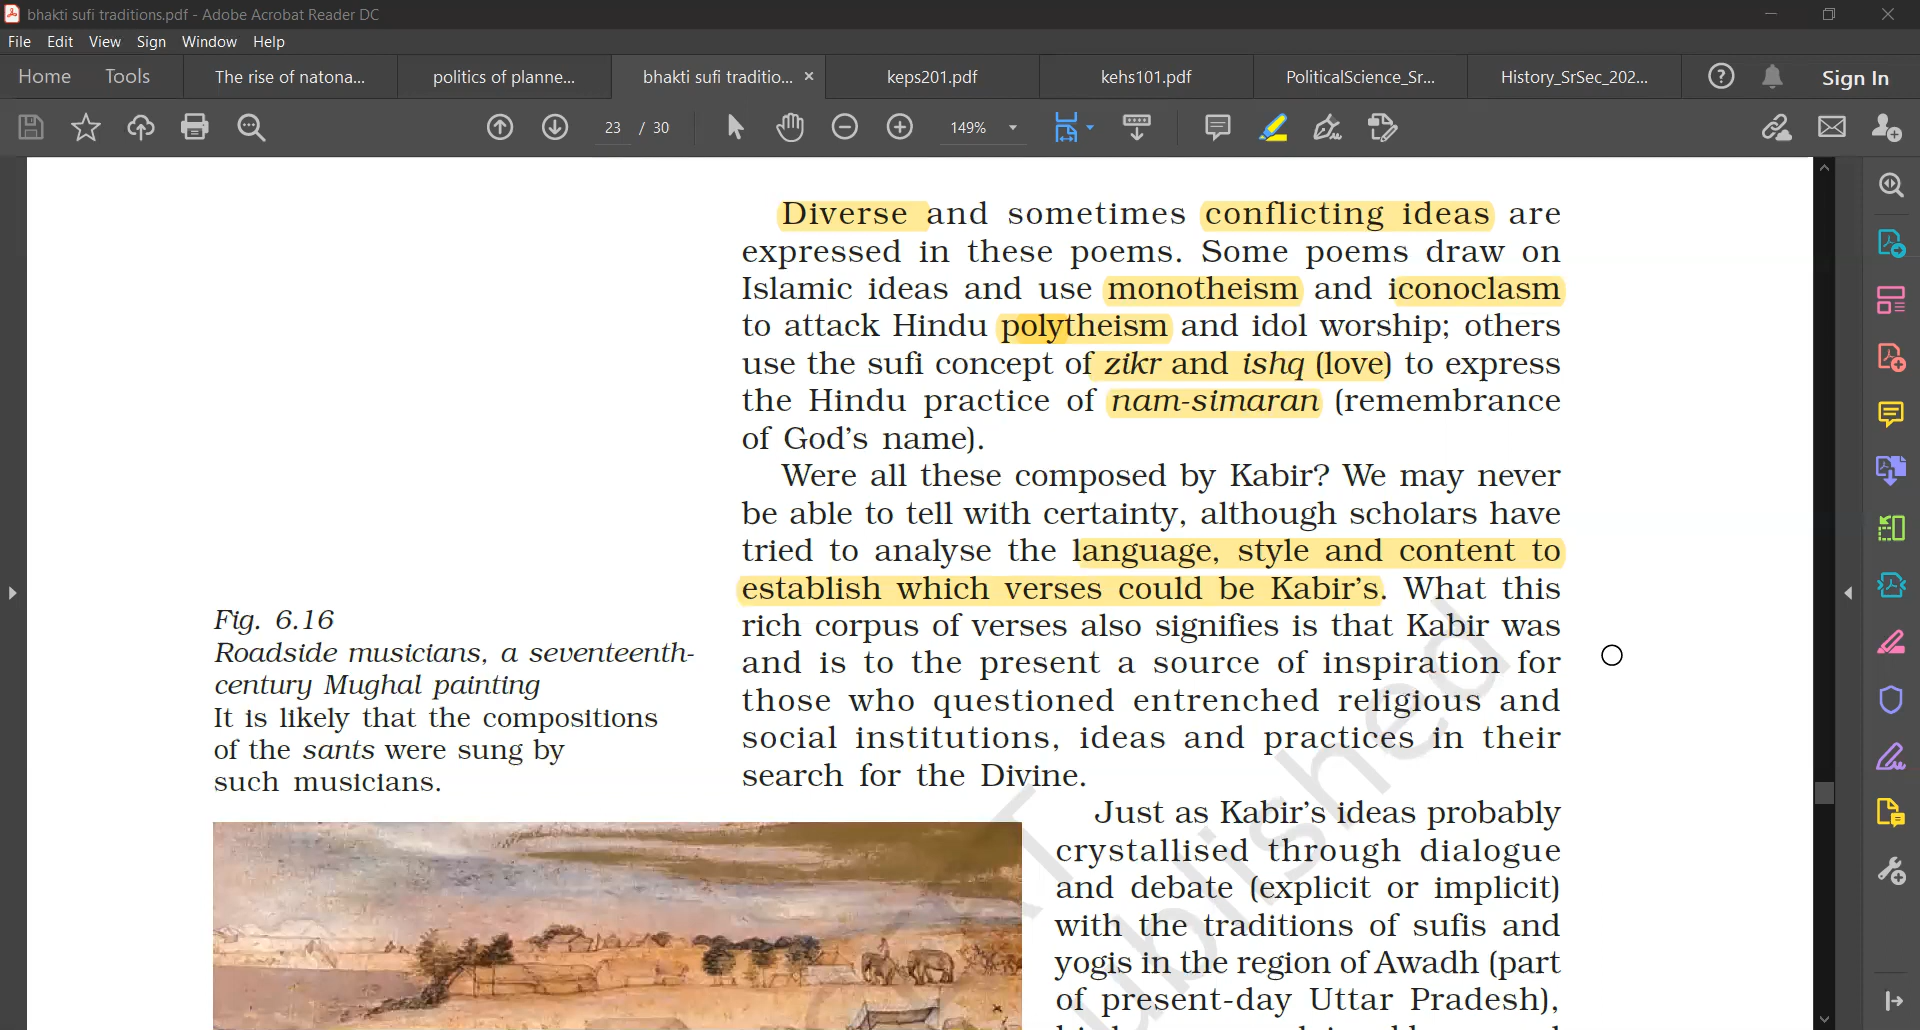 bhakti sufi traditions.pdf - Adobe Acrobat Reader DC
File Edit View Sign Window Help
Home Tools The rise of natona... politics of planne... bhakti sufi traditio... × keps201.pdf kehs101.pdf PoliticalScience_Sr... History_SrSec_202... Sign In
23 / 30 149%
Diverse and sometimes conflicting ideas are
expressed in these poems. Some poems draw on
Islamic ideas and use monotheism and iconoclasm
to attack Hindu polytheism and idol worship; others
use the sufi concept of zikr and ishq (love) to express
the Hindu practice of nam-simaran (remembrance
of God's name).
Were all these composed by Kabir? We may never
be able to tell with certainty, although scholars have
tried to analyse the language, style and content to
establish which verses could be Kabir's. What this
rich corpus of verses also signifies is that Kabir was
and is to the present a source of inspiration for
those who questioned entrenched religious and
social institutions, ideas and practices in their
search for the Divine.
Fig. 6.16
Roadside musicians, a seventeenth-
century Mughal painting
It is likely that the compositions
of the sants were sung by
such musicians.
Just as Kabir's ideas probably
crystallised through dialogue
and debate (explicit or implicit)
with the traditions of sufis and
yogis in the region of Awadh (part
of present-day Uttar Pradesh),